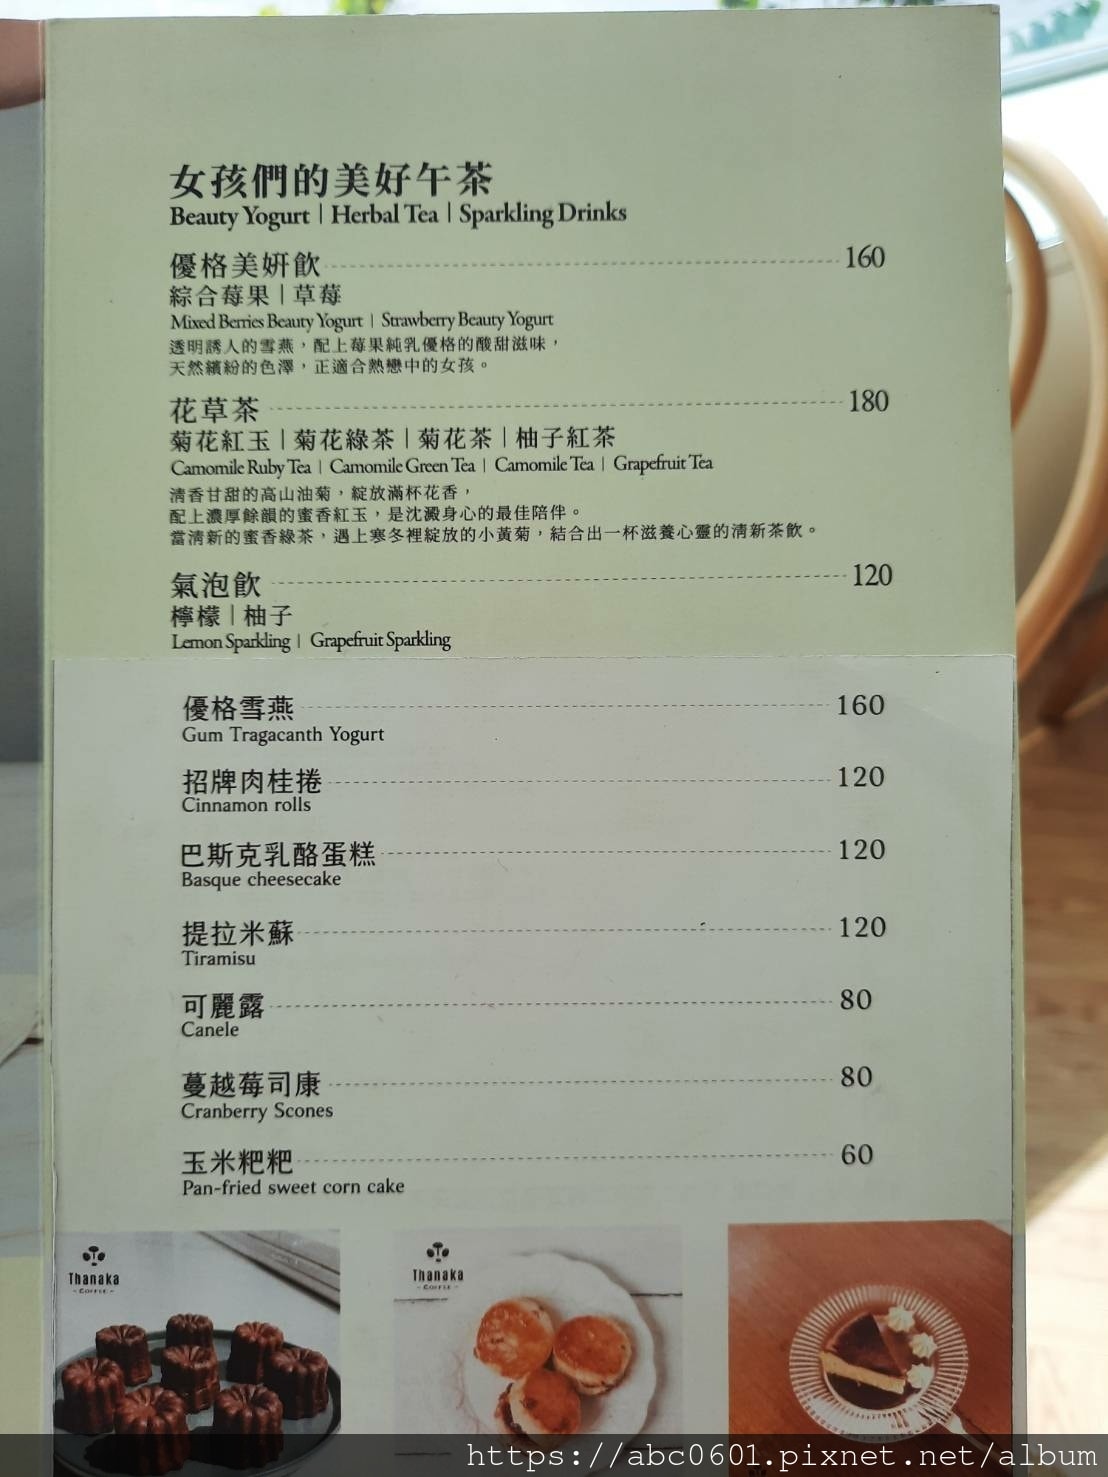 女孩們的美好午茶
Beauty Yogurt | Herbal Tea | Sparkling Drinks
優格美妍飲 160
綜合莓果 | 草莓
Mixed Berries Beauty Yogurt | Strawberry Beauty Yogurt
透明誘人的雪燕，配上莓果純乳優格的酸甜滋味，
天然繽紛的色澤，正適合熱戀中的女孩。
花草茶 180
菊花紅玉 | 菊花綠茶 | 菊花茶 | 柚子紅茶
Camomile Ruby Tea | Camomile Green Tea | Camomile Tea | Grapefruit Tea
清香甘甜的高山油菊，綻放滿杯花香，
配上濃厚餘韻的蜜香紅玉，是沈澱身心的最佳陪伴。
當清新的蜜香綠茶，遇上寒冬裡綻放的小黃菊，結合出一杯滋養心靈的清新茶飲。
氣泡飲 120
檸檬 | 柚子
Lemon Sparkling | Grapefruit Sparkling
優格雪燕 160
Gum Tragacanth Yogurt
招牌肉桂捲 120
Cinnamon rolls
巴斯克乳酪蛋糕 120
Basque cheesecake
提拉米蘇 120
Tiramisu
可麗露 80
Canele
蔓越莓司康 80
Cranberry Scones
玉米粑粑 60
Pan-fried sweet corn cake
Thanaka
COFFEE
Thanaka
COFFEE
https://abc0601.pixnet.net/album